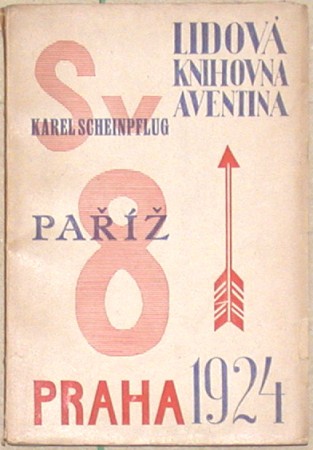 LIDOVÁ
KNIHOVNA
AVENTINA
Sv
KAREL SCHEINPFLUG
8
PAŘÍŽ
PRAHA 1924